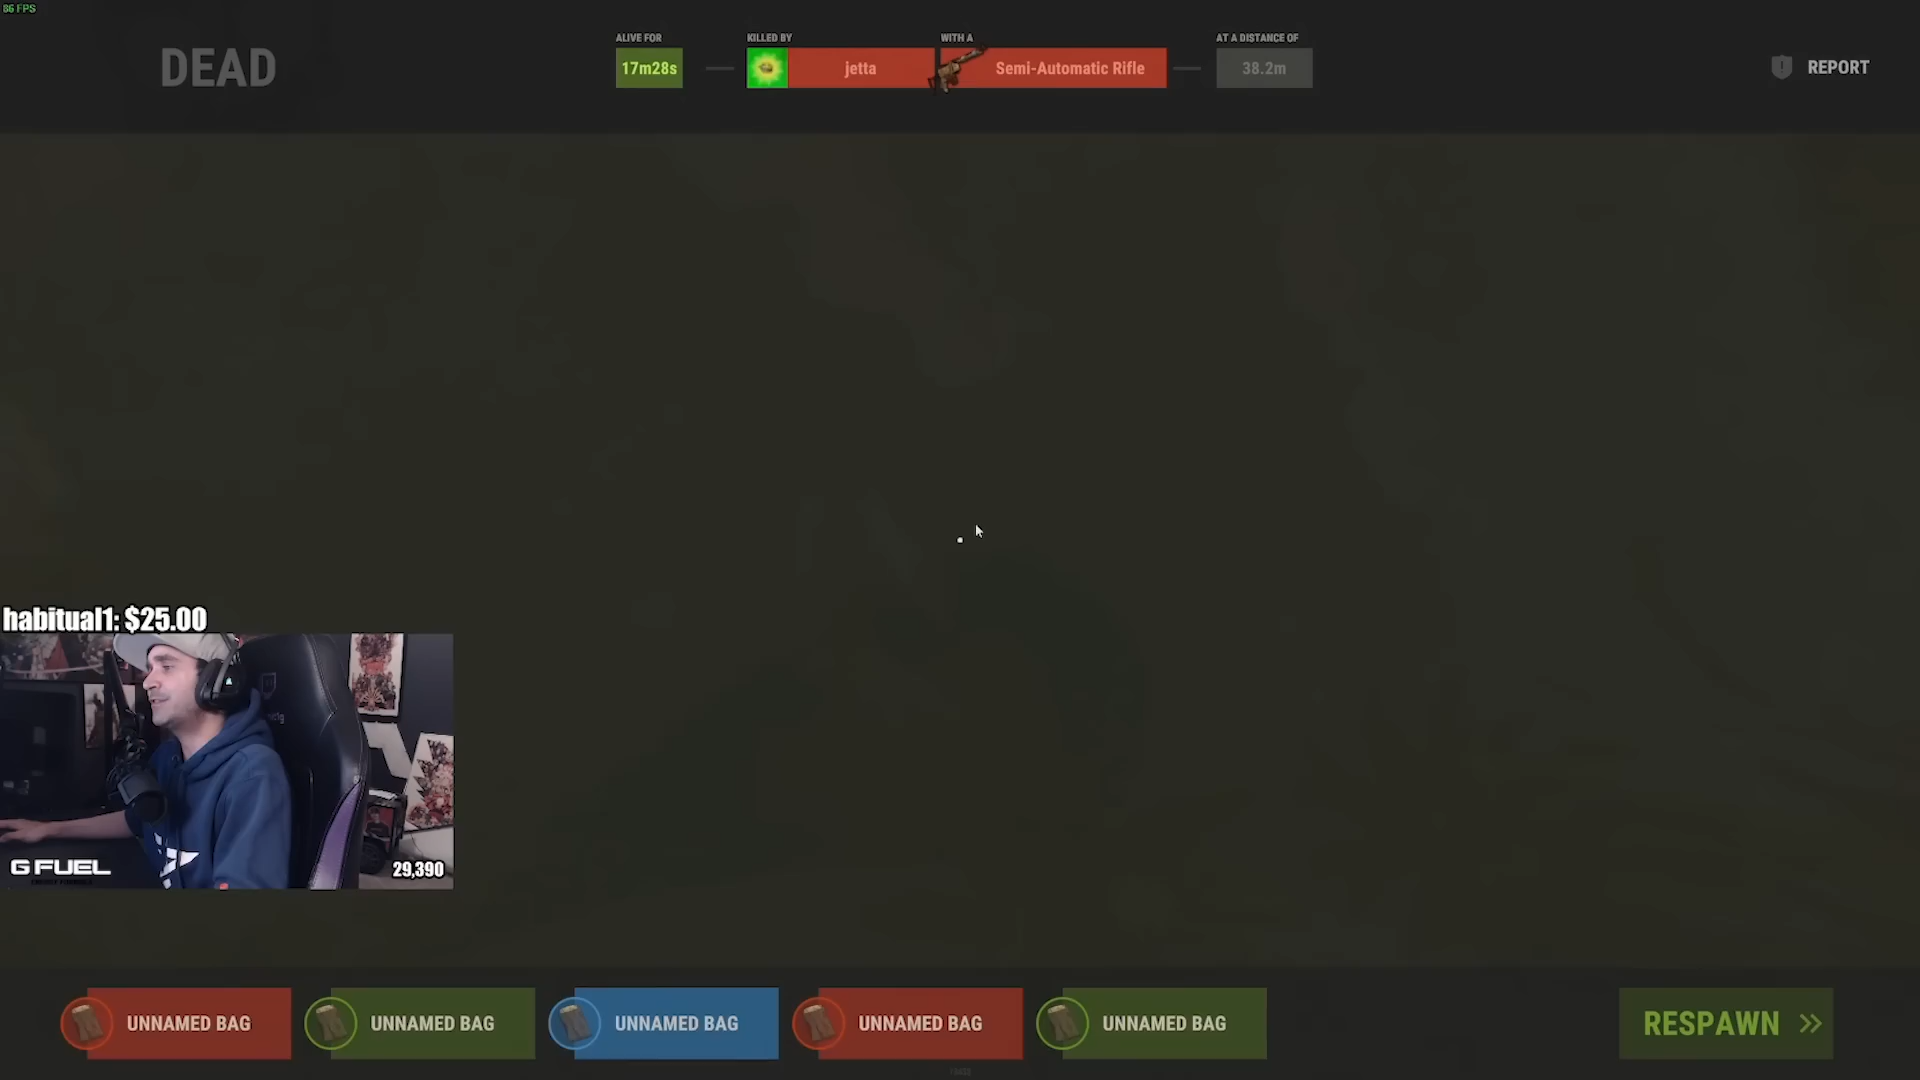 86 FPS
DEAD
ALIVE FOR
17m28s
KILLED BY
jetta
WITH A
Semi-Automatic Rifle
AT A DISTANCE OF
38.2m
REPORT
habitual1: $25.00
G FUEL
29,390
UNNAMED BAG
UNNAMED BAG
UNNAMED BAG
UNNAMED BAG
UNNAMED BAG
RESPAWN